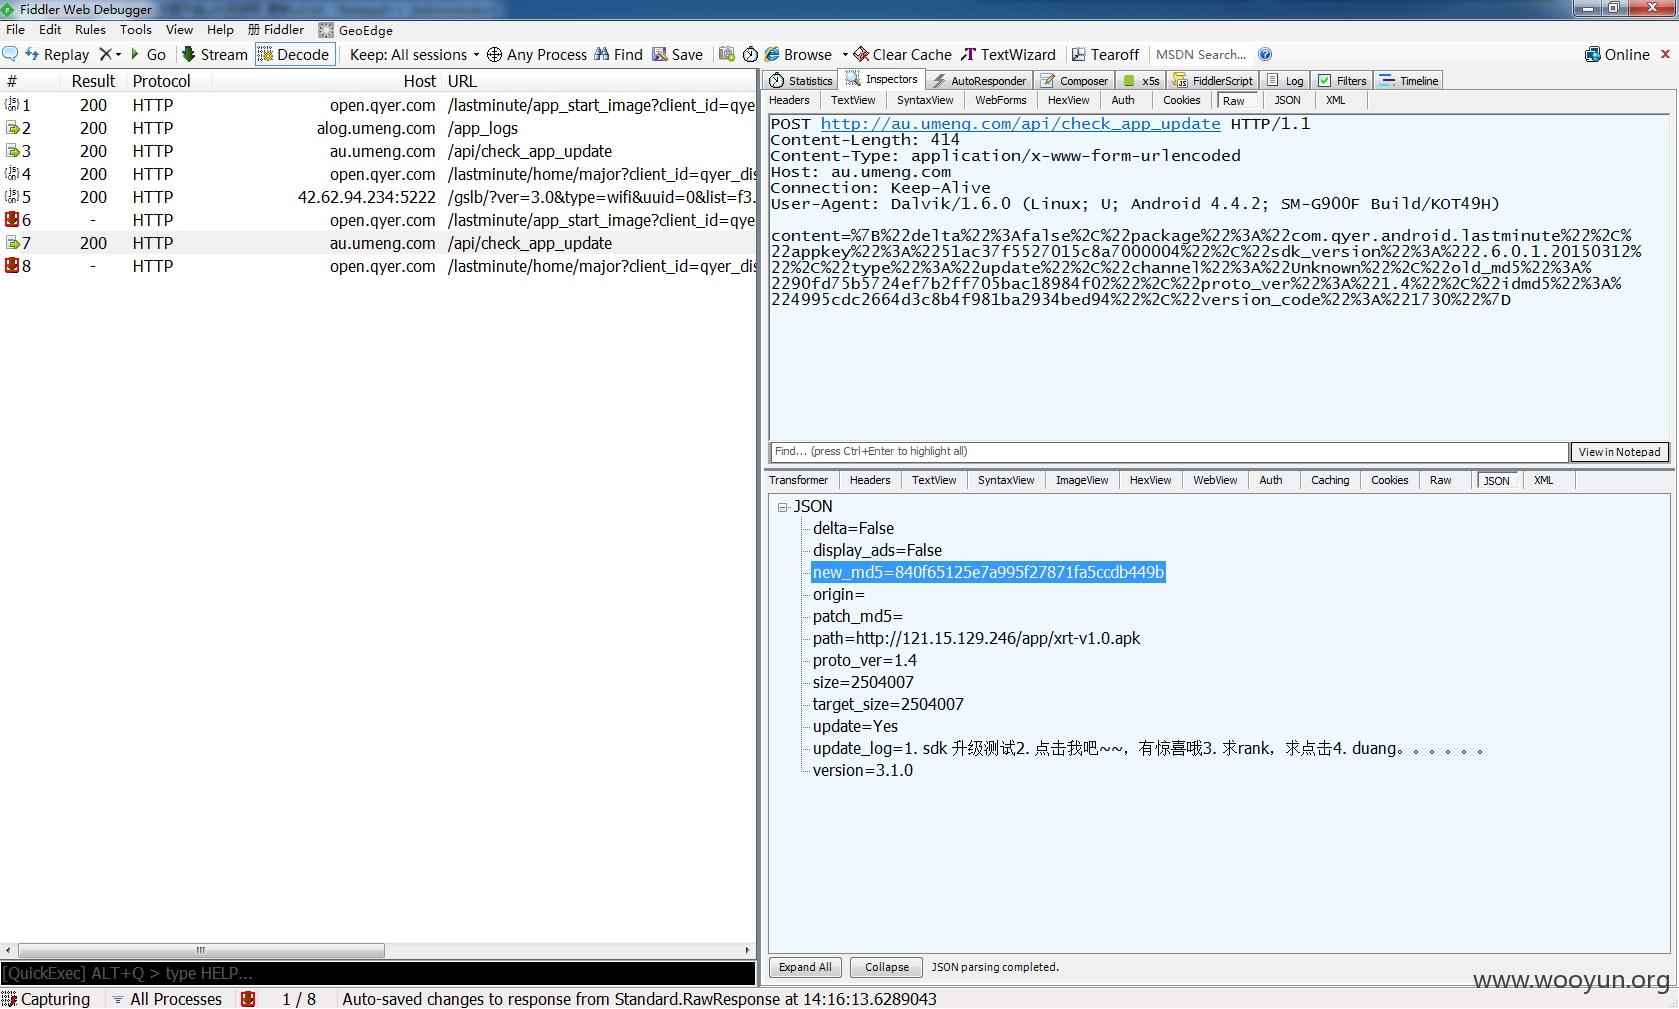 Fiddler Web Debugger
File Edit Rules Tools View Help Fiddler GeoEdge
Replay Go Stream Decode Keep: All sessions Any Process Find Save Browse Clear Cache TextWizard Tearoff MSDN Search... Online
# Result Protocol Host URL
1 200 HTTP open.qyer.com /lastminute/app_start_image?client_id=qyer
2 200 HTTP alog.umeng.com /app_logs
3 200 HTTP au.umeng.com /api/check_app_update
4 200 HTTP open.qyer.com /lastminute/home/major?client_id=qyer_dis
5 200 HTTP 42.62.94.234:5222 /gslb/?ver=3.0&type=wifi&uuid=0&list=f3.
6 - HTTP open.qyer.com /lastminute/app_start_image?client_id=qye
7 200 HTTP au.umeng.com /api/check_app_update
8 - HTTP open.qyer.com /lastminute/home/major?client_id=qyer_dis
[QuickExec] ALT+Q > type HELP...
Statistics Inspectors AutoResponder Composer x5s FiddlerScript Log Filters Timeline
Headers TextView SyntaxView WebForms HexView Auth Cookies Raw JSON XML
POST http://au.umeng.com/api/check_app_update HTTP/1.1
Content-Length: 414
Content-Type: application/x-www-form-urlencoded
Host: au.umeng.com
Connection: Keep-Alive
User-Agent: Dalvik/1.6.0 (Linux; U; Android 4.4.2; SM-G900F Build/KOT49H)
content=%7B%22delta%22%3Afalse%2C%22package%22%3A%22com.qyer.android.lastminute%22%2C%
22appkey%22%3A%2251ac37f5527015c8a7000004%22%2C%22sdk_version%22%3A%222.6.0.1.20150312%
22%2C%22type%22%3A%22update%22%2C%22channel%22%3A%22Unknown%22%2C%22old_md5%22%3A%
2290fd75b5724ef7b2ff705bac18984f02%22%2C%22proto_ver%22%3A%221.4%22%2C%22idmd5%22%3A%
224995cdc2664d3c8b4f981ba2934bed94%22%2C%22version_code%22%3A%221730%22%7D
Find... (press Ctrl+Enter to highlight all) View in Notepad
Transformer Headers TextView SyntaxView ImageView HexView WebView Auth Caching Cookies Raw JSON XML
JSON
delta=False
display_ads=False
new_md5=840f65125e7a995f27871fa5ccdb449b
origin=
patch_md5=
path=http://121.15.129.246/app/xrt-v1.0.apk
proto_ver=1.4
size=2504007
target_size=2504007
update=Yes
update_log=1. sdk 升级测试2. 点击我吧~~，有惊喜哦3. 求rank，求点击4. duang。。。。。。
version=3.1.0
Expand All Collapse JSON parsing completed.
www.wooyun.org
Capturing All Processes 1 / 8 Auto-saved changes to response from Standard.RawResponse at 14:16:13.6289043